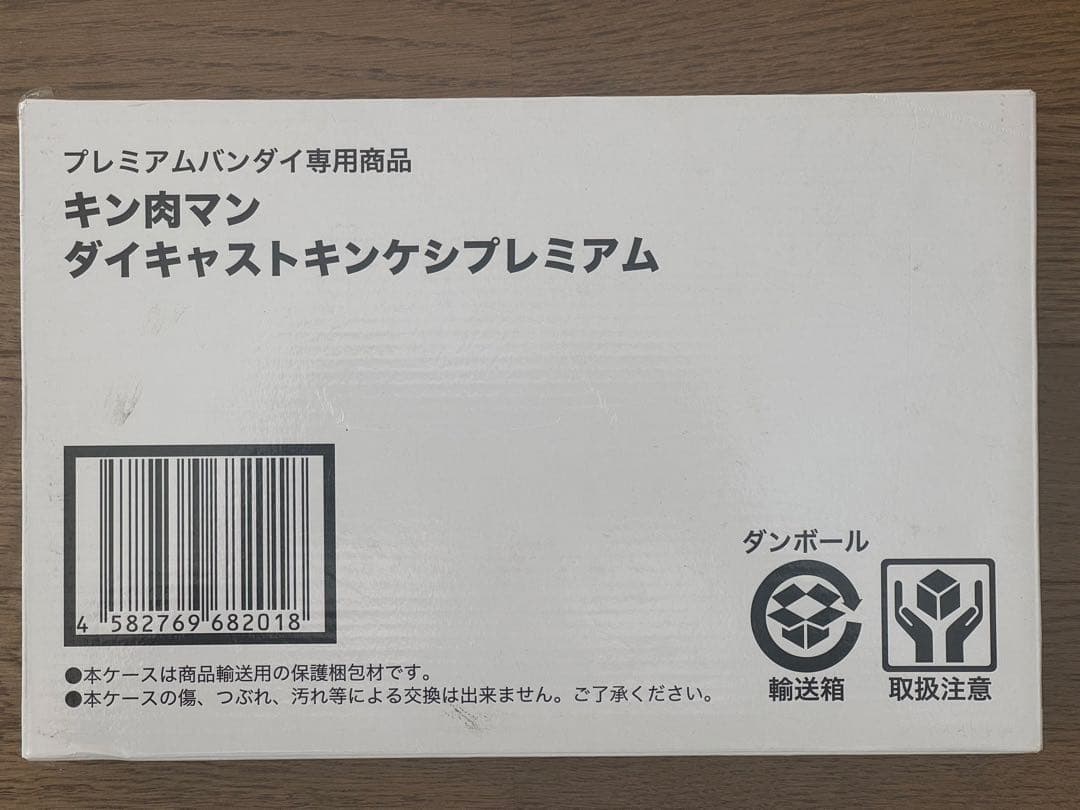 プレミアムバンダイ専用商品
キン肉マン
ダイキャストキンケシプレミアム
4 582769 682018
●本ケースは商品輸送用の保護梱包材です。
●本ケースの傷、つぶれ、汚れ等による交換は出来ません。ご了承ください。
ダンボール
輸送箱
取扱注意